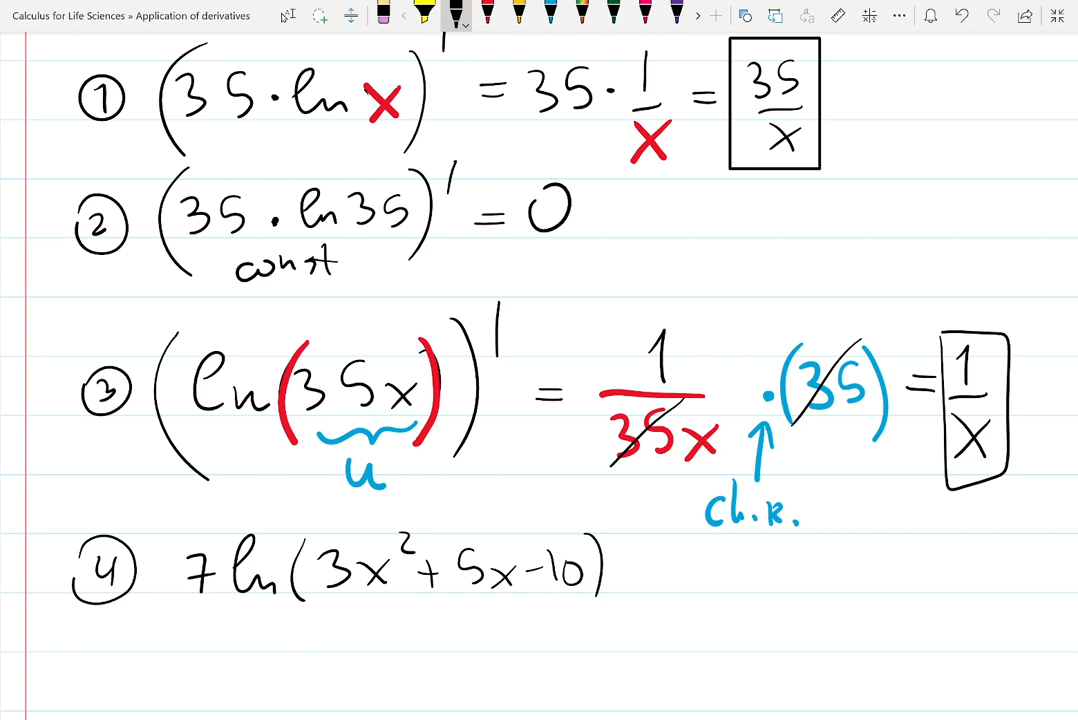 Calculus for Life Sciences » Application of derivatives
① (35 · ln x)' = 35 · 1/x = 35/x
② (35 · ln 35)' = 0
const
③ (ln(35x))' = 1/35x · (35) = 1/x
u
ch.R.
④ 7 ln(3x² + 5x - 10)